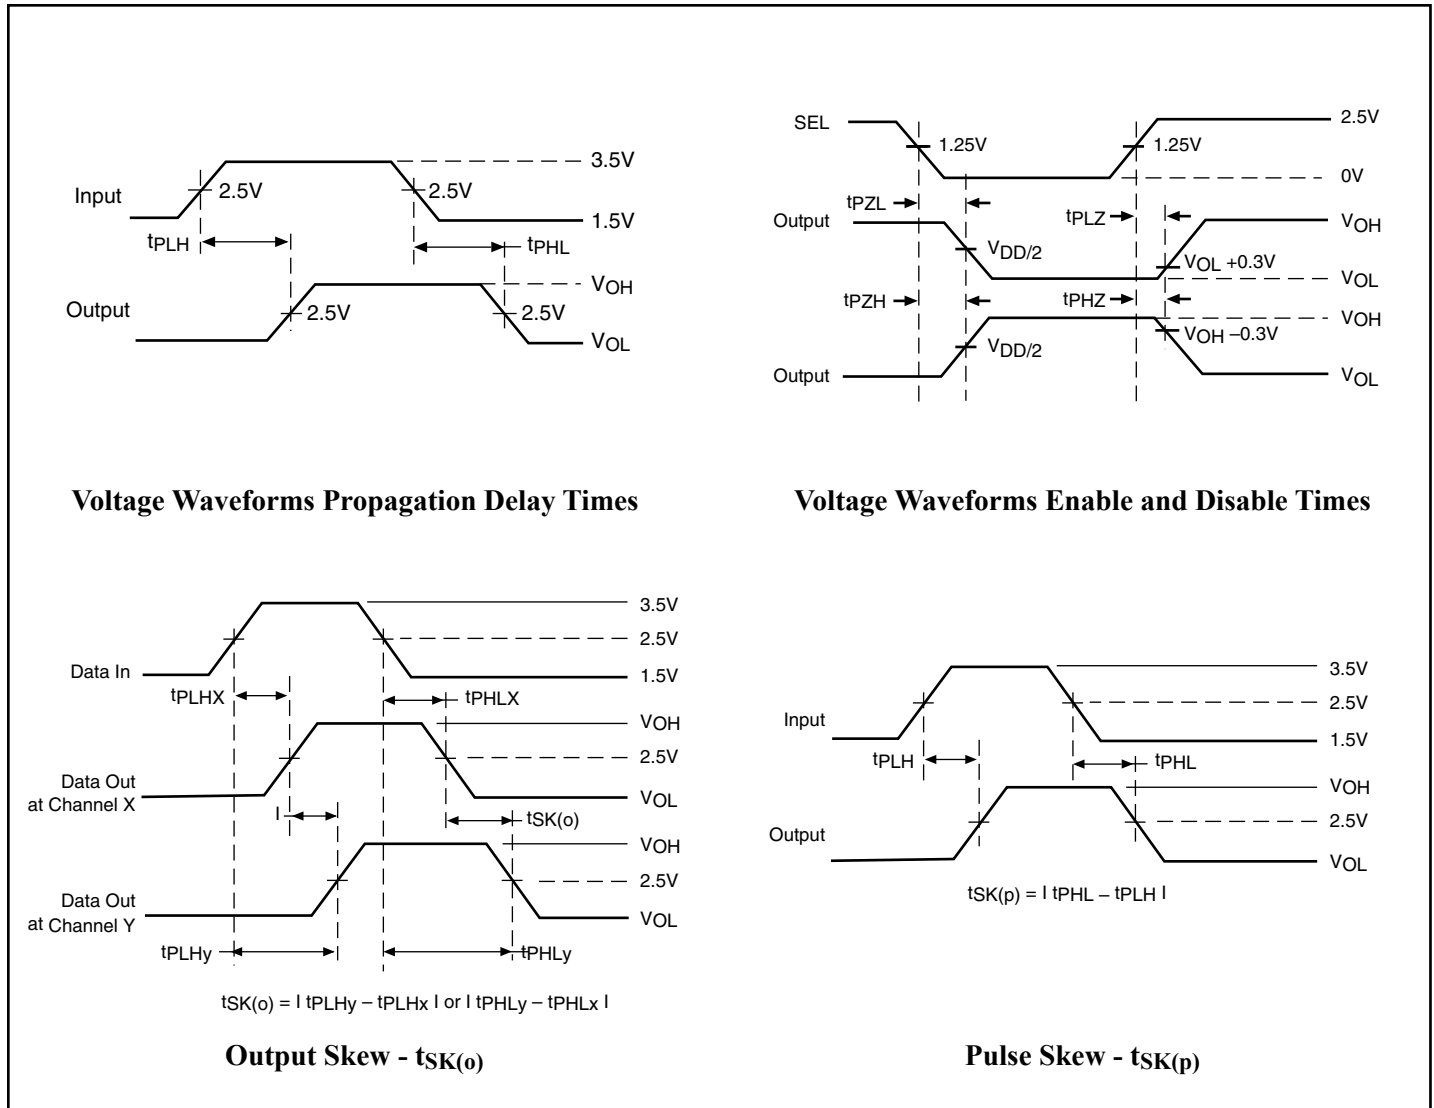 Input
2.5V
2.5V
3.5V
1.5V
tPLH
tPHL
Output
2.5V
2.5V
VOH
VOL
Voltage Waveforms Propagation Delay Times
SEL
1.25V
1.25V
2.5V
0V
tPZL
tPLZ
Output
VDD/2
VOL +0.3V
VOH
VOL
tPZH
tPHZ
Output
VDD/2
VOH –0.3V
VOH
VOL
Voltage Waveforms Enable and Disable Times
Data In
3.5V
2.5V
1.5V
tPLHX
tPHLX
Data Out
at Channel X
VOH
2.5V
VOL
I
tSK(o)
Data Out
at Channel Y
VOH
2.5V
VOL
tPLHy
tPHLy
tSK(o) = I tPLHy – tPLHx I or I tPHLy – tPHLx I
Output Skew - tSK(o)
Input
3.5V
2.5V
1.5V
tPLH
tPHL
Output
VOH
2.5V
VOL
tSK(p) = I tPHL – tPLH I
Pulse Skew - tSK(p)